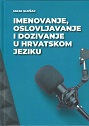 IMENOVANJE,
OSLOVLJAVANJE
I DOZIVANJE
U HRVATSKOM
JEZIKU